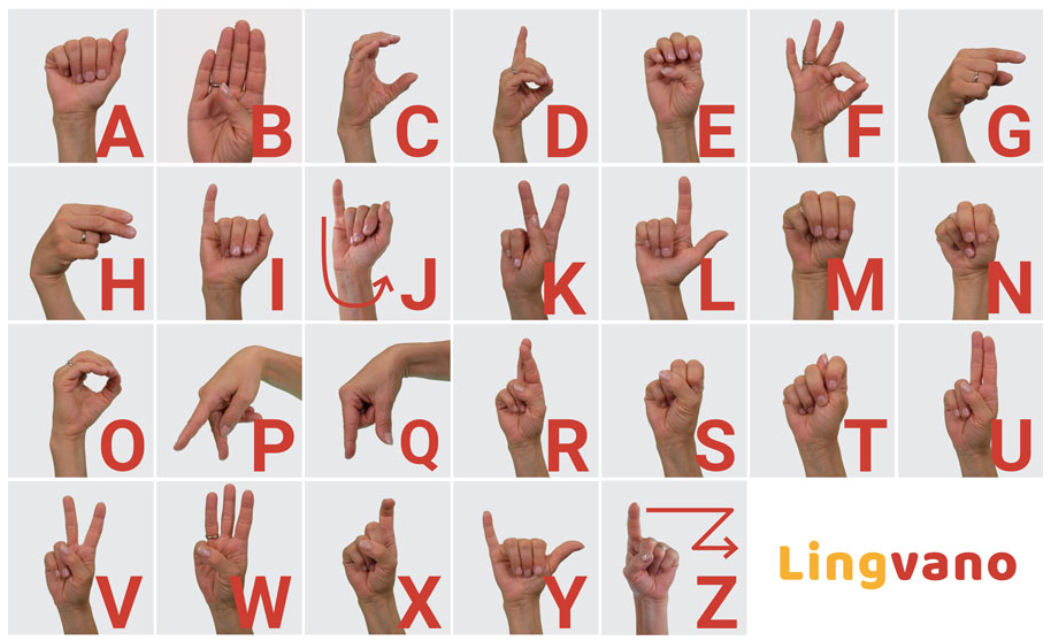 A B C D E F G
H I J K L M N
O P Q R S T U
V W X Y Z
Lingvano